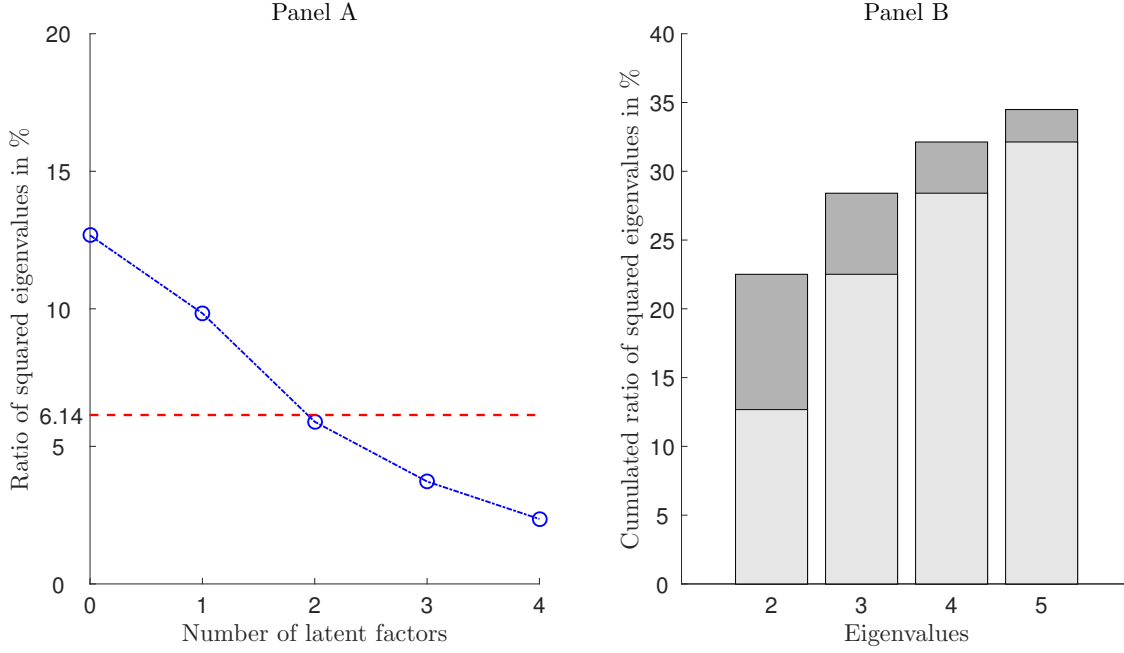 Panel A
Ratio of squared eigenvalues in %
20
15
10
6.14
5
0
0 1 2 3 4
Number of latent factors
Panel B
Cumulated ratio of squared eigenvalues in %
40
35
30
25
20
15
10
5
0
2 3 4 5
Eigenvalues